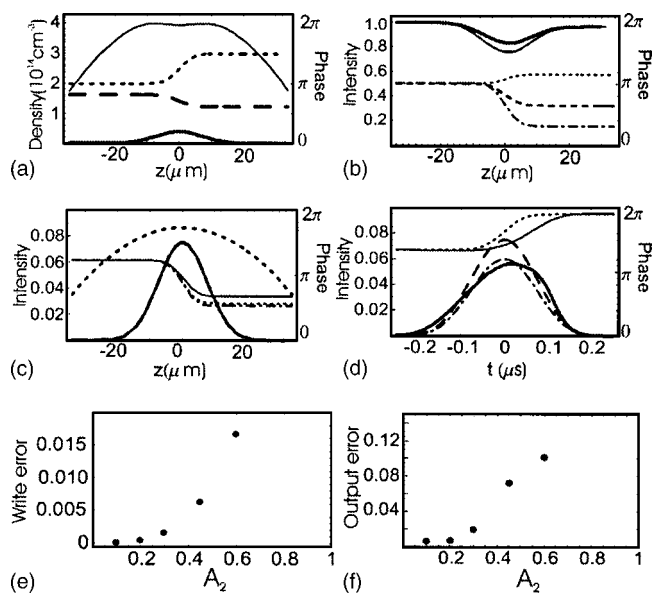 4
3
2
1
Density(10¹⁴cm⁻³)
2π
π
0
Phase
-20 0 20
z(μm)
(a)
1.0
0.8
0.6
0.4
0.2
Intensity
2π
π
0
Phase
-20 0 20
z(μm)
(b)
0.08
0.06
0.04
0.02
Intensity
2π
π
0
Phase
-20 0 20
z(μm)
(c)
0.08
0.06
0.04
0.02
Intensity
2π
π
0
Phase
-0.2 -0.1 0 0.1 0.2
t (μs)
(d)
0.015
0.010
0.005
0
Write error
0.2 0.4 0.6 0.8 1
A₂
(e)
0.12
0.08
0.04
Output error
0.2 0.4 0.6 0.8 1
A₂
(f)